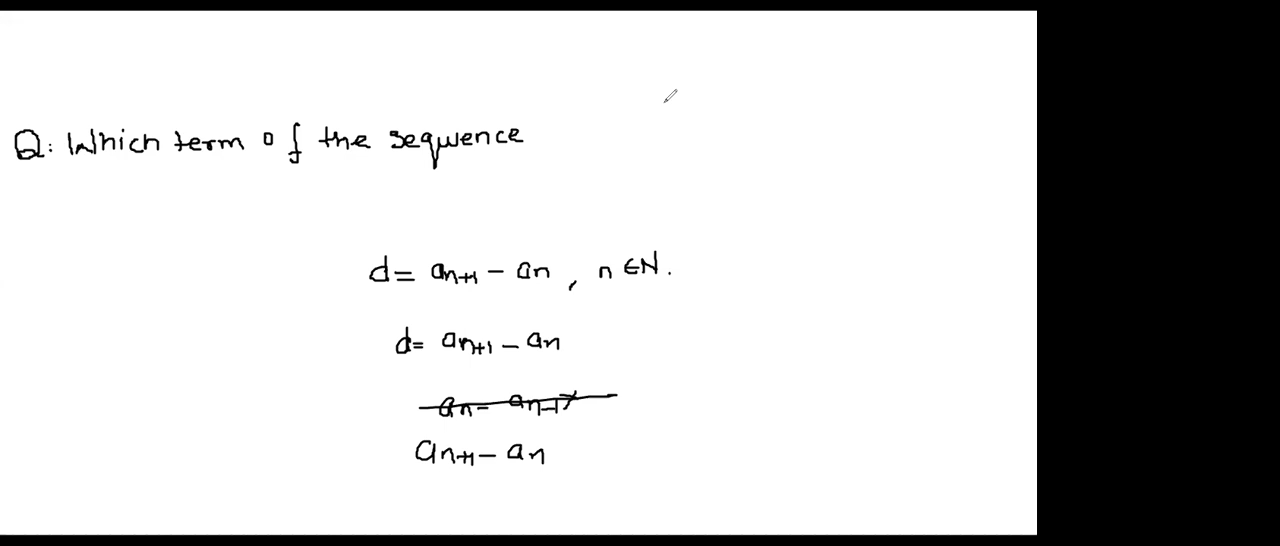 Q: Which term of the sequence
d = an+1 - an , n ∈ N.
d = an+1 - an
an+1 - an